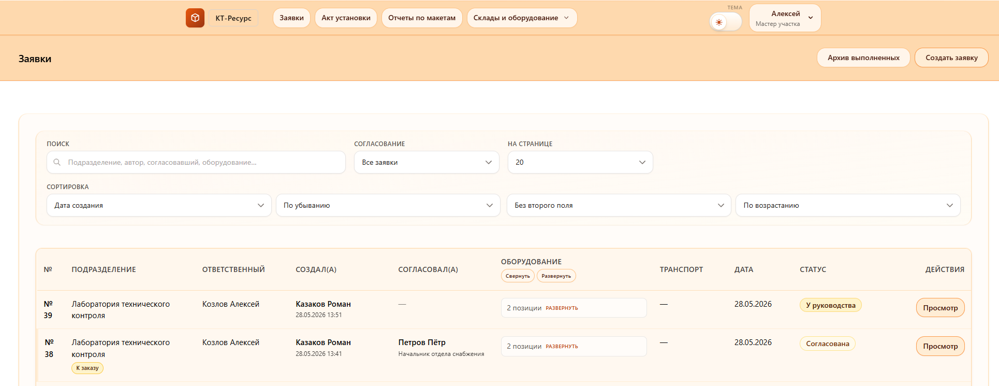 КТ-Ресурс
Заявки
Акт установки
Отчеты по макетам
Склады и оборудование
ТЕМА
Алексей
Мастер участка
Заявки
Архив выполненных
Создать заявку
ПОИСК
СОГЛАСОВАНИЕ
НА СТРАНИЦЕ
Подразделение, автор, согласовавший, оборудование...
Все заявки
20
СОРТИРОВКА
Дата создания
По убыванию
Без второго поля
По возрастанию
№
ПОДРАЗДЕЛЕНИЕ
ОТВЕТСТВЕННЫЙ
СОЗДАЛ(А)
СОГЛАСОВАЛ(А)
ОБОРУДОВАНИЕ
Свернуть
Развернуть
ТРАНСПОРТ
ДАТА
СТАТУС
ДЕЙСТВИЯ
№
39
Лаборатория технического
контроля
Козлов Алексей
Казаков Роман
28.05.2026 13:51
—
2 позиции РАЗВЕРНУТЬ
—
28.05.2026
У руководства
Просмотр
№
38
Лаборатория технического
контроля
К заказу
Козлов Алексей
Казаков Роман
28.05.2026 13:41
Петров Пётр
Начальник отдела снабжения
2 позиции РАЗВЕРНУТЬ
—
28.05.2026
Согласована
Просмотр